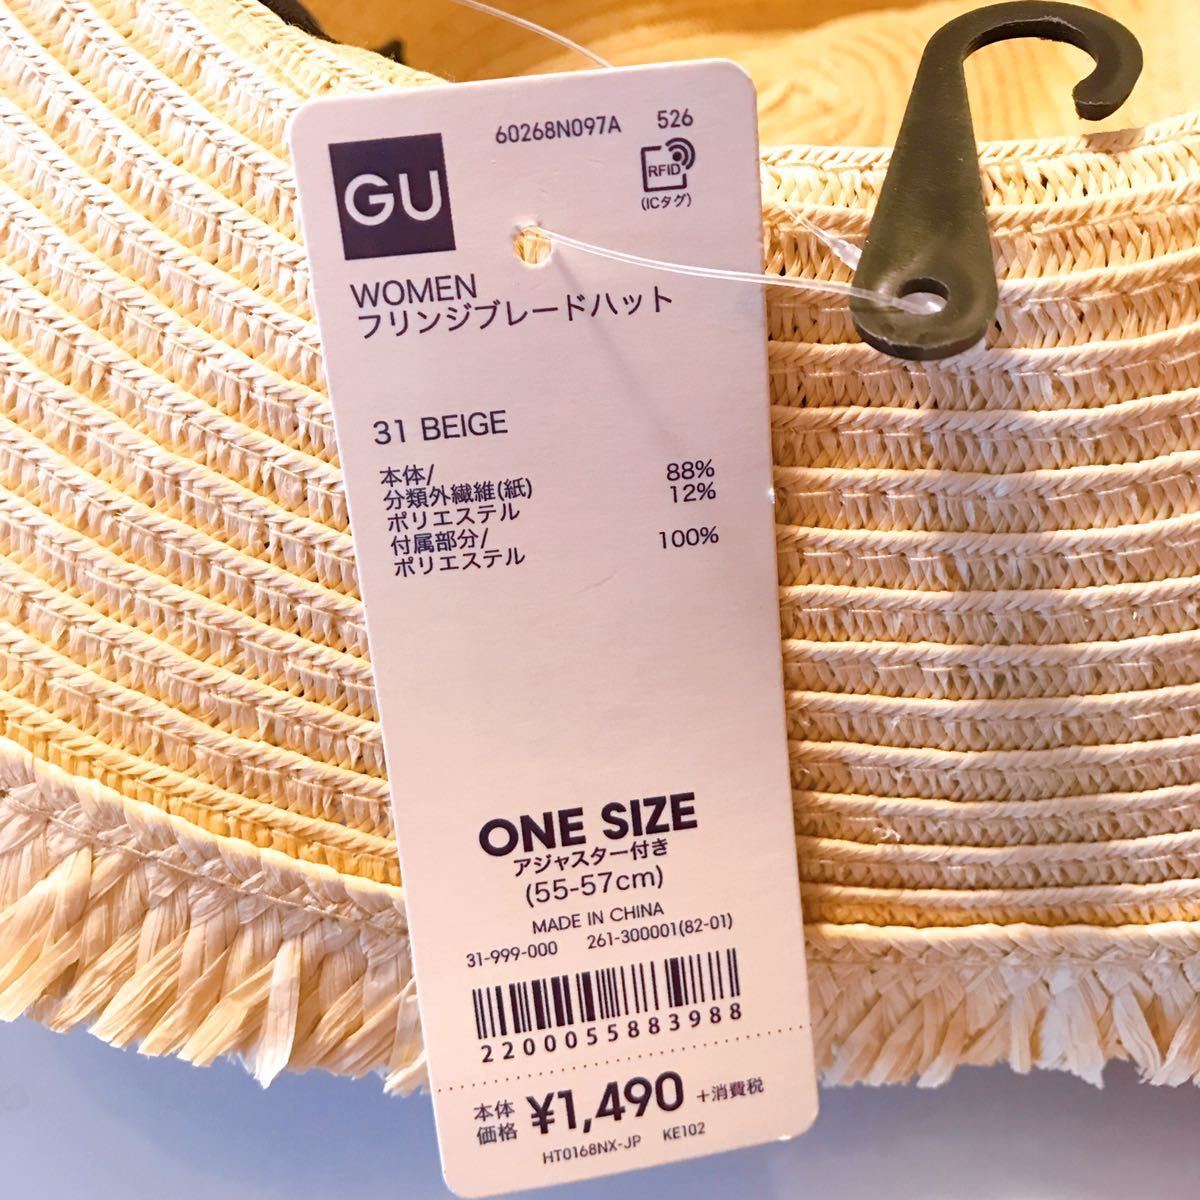 60268N097A 526
GU
RFID
(ICタグ)
WOMEN
フリンジブレードハット
31 BEIGE
本体/
分類外繊維(紙) 88%
ポリエステル 12%
付属部分/
ポリエステル 100%
ONE SIZE
アジャスター付き
(55-57cm)
MADE IN CHINA
31-999-000 261-300001(82-01)
2200055883988
本体価格 ¥1,490 +消費税
HT0168NX-JP KE102